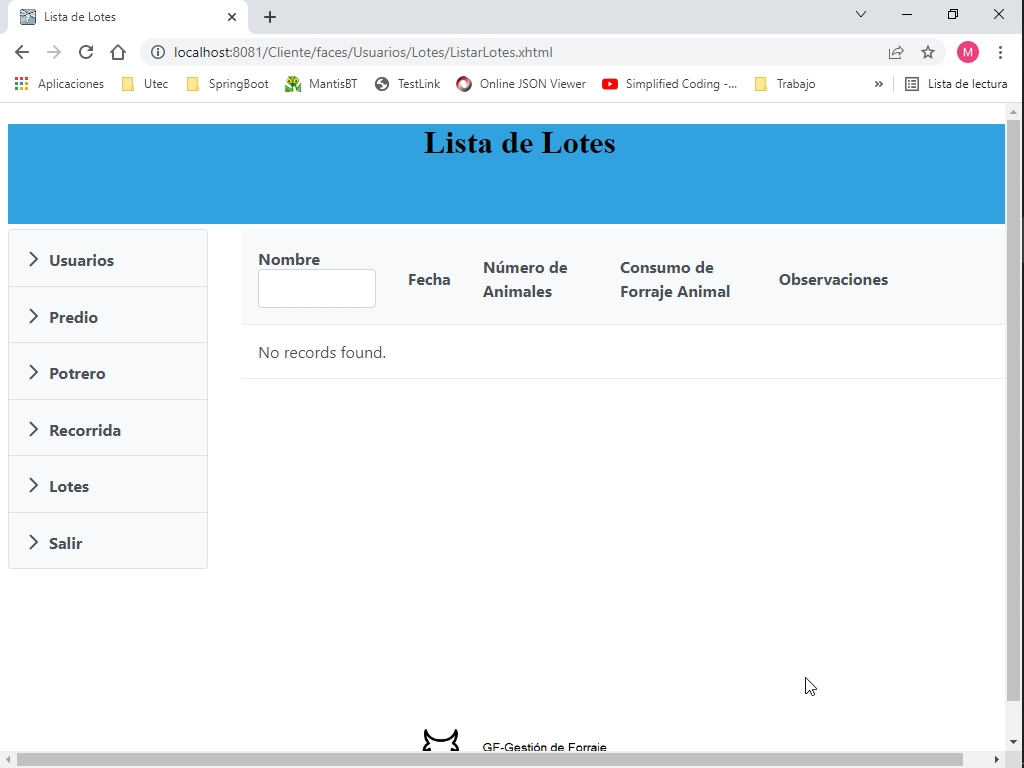 Lista de Lotes
localhost:8081/Cliente/faces/Usuarios/Lotes/ListarLotes.xhtml
M
Aplicaciones
Utec
SpringBoot
MantisBT
TestLink
Online JSON Viewer
Simplified Coding -...
Trabajo
»
Lista de lectura
Lista de Lotes
Usuarios
Predio
Potrero
Recorrida
Lotes
Salir
Nombre
Fecha
Número de
Animales
Consumo de
Forraje Animal
Observaciones
No records found.
GF-Gestión de Forraje